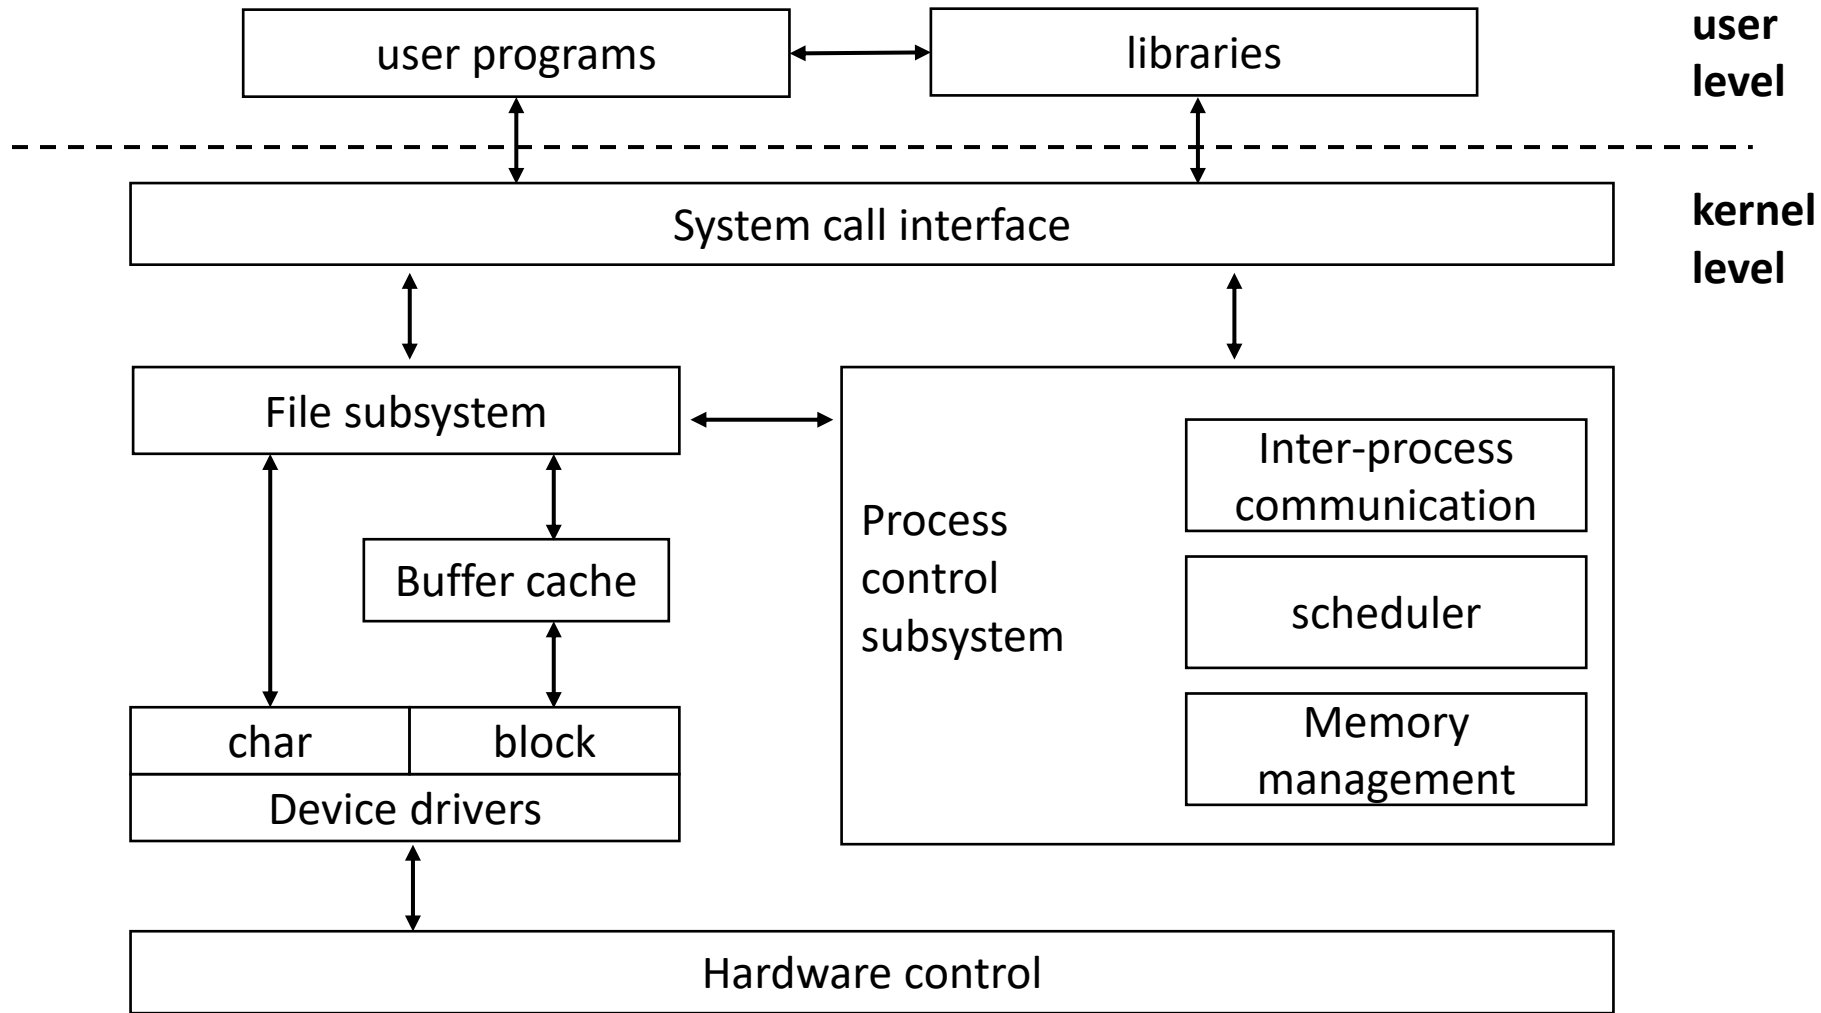 user programs
libraries
user
level
System call interface
kernel
level
File subsystem
Process
control
subsystem
Inter-process
communication
Buffer cache
scheduler
char
block
Memory
management
Device drivers
Hardware control